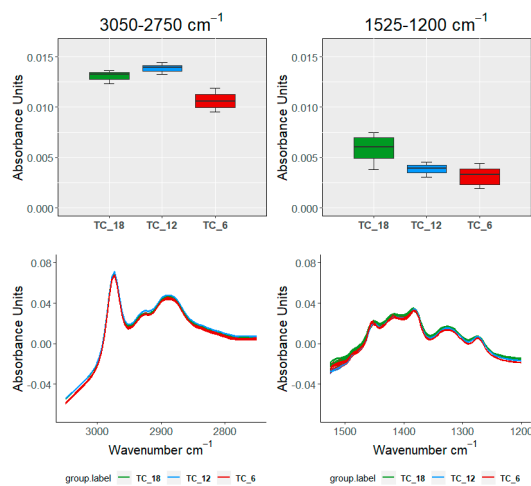 3050-2750 cm⁻¹
Absorbance Units
0.015
0.010
0.005
0.000
TC_18 TC_12 TC_6
1525-1200 cm⁻¹
Absorbance Units
0.015
0.010
0.005
0.000
TC_18 TC_12 TC_6
Absorbance Units
0.08
0.04
0.00
-0.04
3000 2900 2800
Wavenumber cm⁻¹
group.label TC_18 TC_12 TC_6
Absorbance Units
0.08
0.04
0.00
-0.04
1500 1400 1300 1200
Wavenumber cm⁻¹
group.label TC_18 TC_12 TC_6